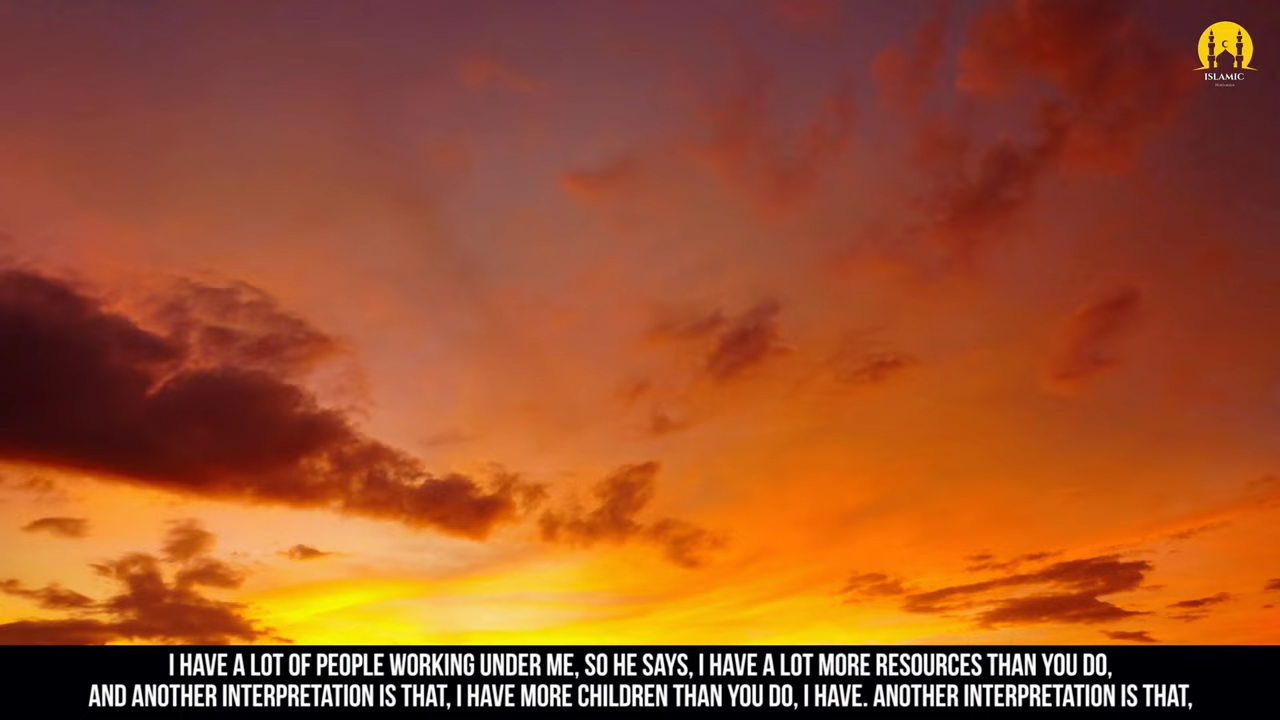 ISLAMIC
I HAVE A LOT OF PEOPLE WORKING UNDER ME, SO HE SAYS, I HAVE A LOT MORE RESOURCES THAN YOU DO,
AND ANOTHER INTERPRETATION IS THAT, I HAVE MORE CHILDREN THAN YOU DO, I HAVE. ANOTHER INTERPRETATION IS THAT,